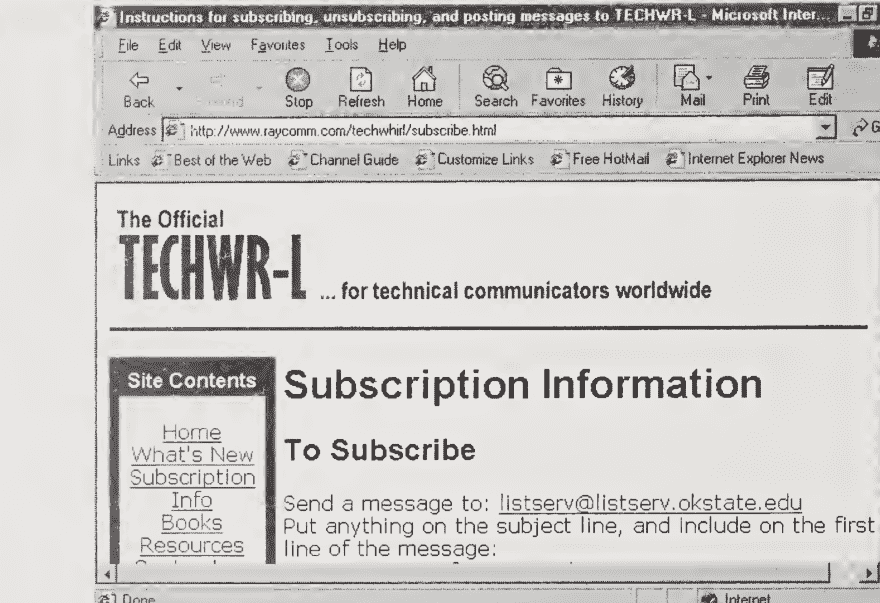 Instructions for subscribing, unsubscribing, and posting messages to TECHWR-L - Microsoft Inter...
File Edit View Favorites Tools Help
Back Forward Stop Refresh Home Search Favorites History Mail Print Edit
Address http://www.raycomm.com/techwhirl/subscribe.html G
Links Best of the Web Channel Guide Customize Links Free HotMail Internet Explorer News
The Official
TECHWR-L ... for technical communicators worldwide
Site Contents
Home
What's New
Subscription
Info
Books
Resources
Subscription Information
To Subscribe
Send a message to: listserv@listserv.okstate.edu
Put anything on the subject line, and include on the first
line of the message:
Done Internet